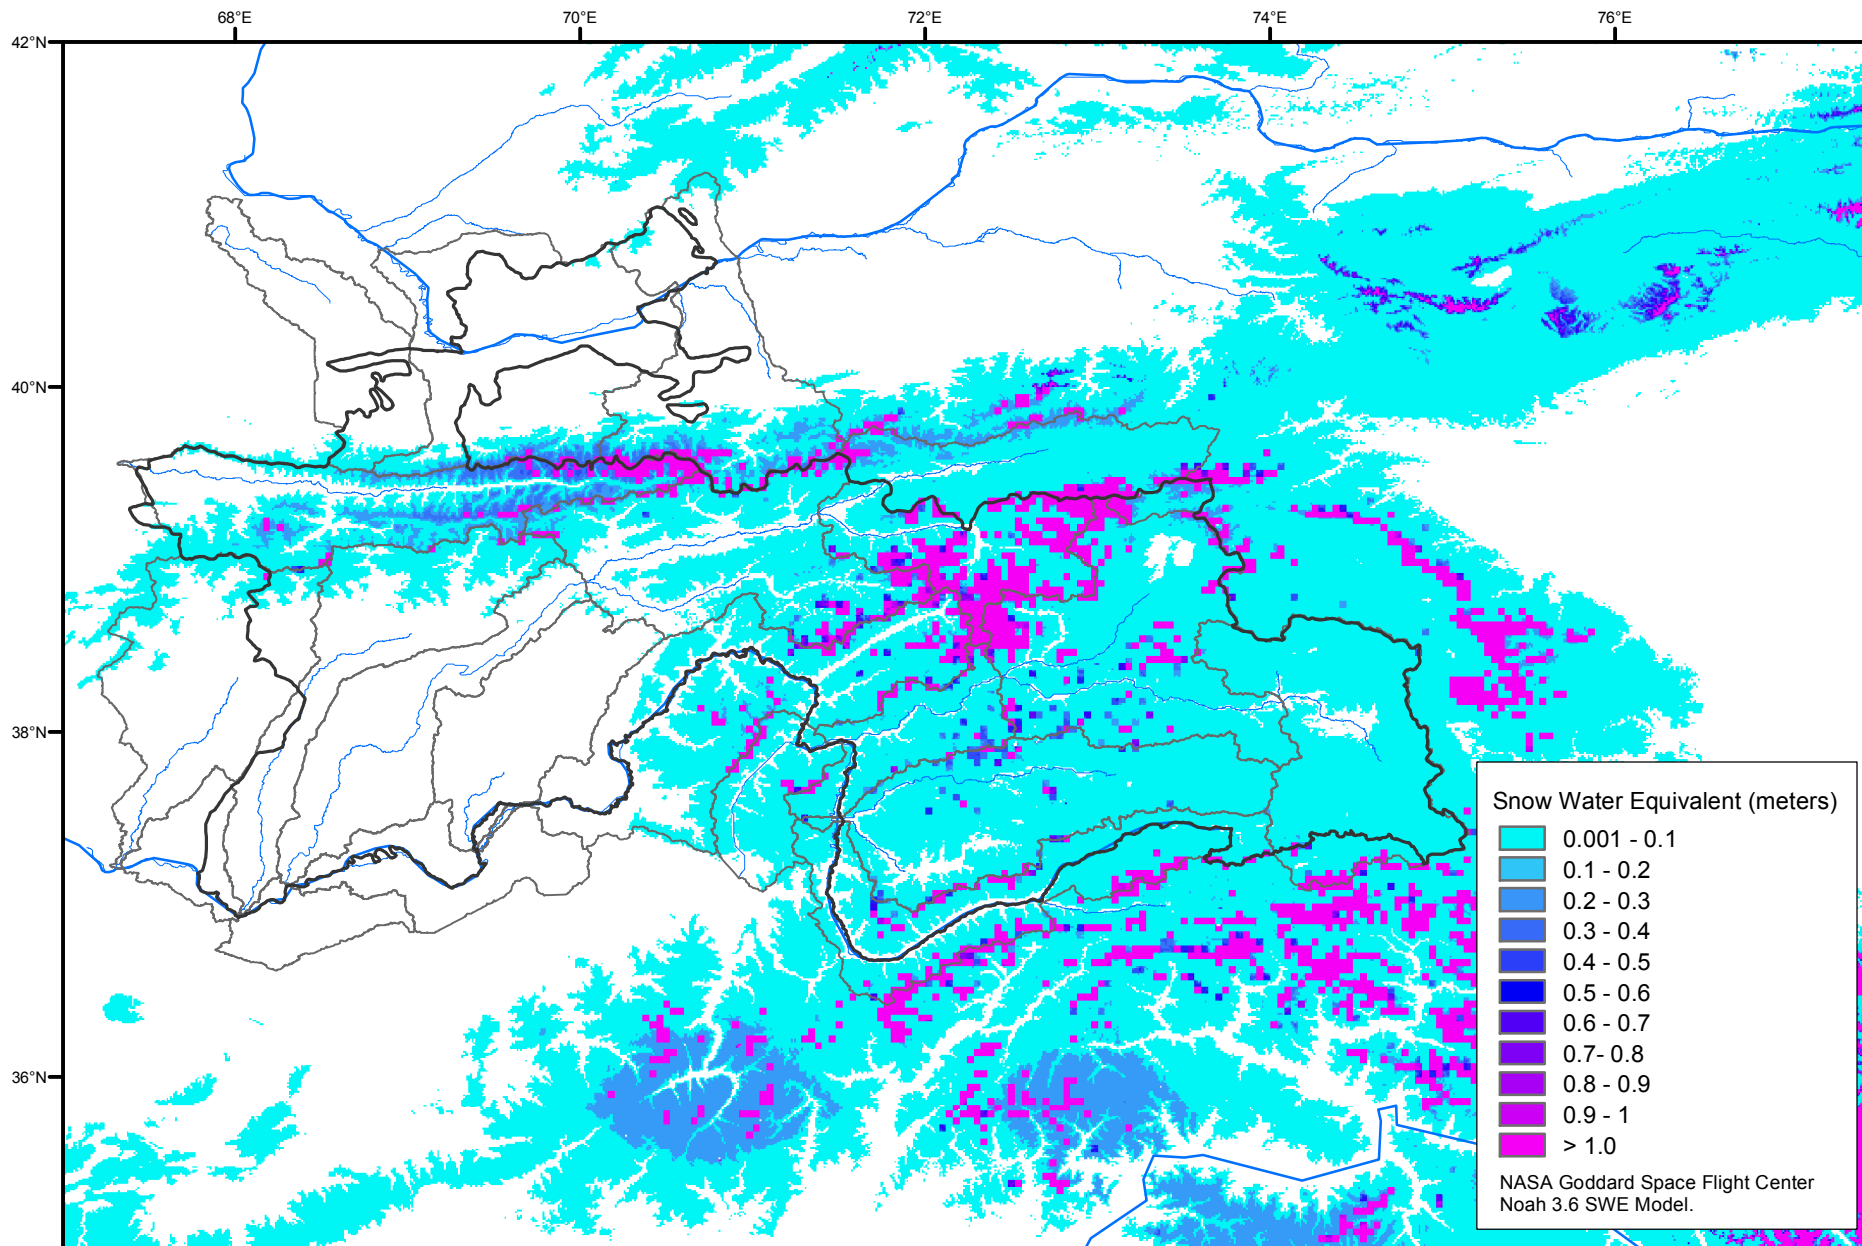 68°E
70°E
72°E
74°E
76°E
42°N
40°N
38°N
36°N
Snow Water Equivalent (meters)
0.001 - 0.1
0.1 - 0.2
0.2 - 0.3
0.3 - 0.4
0.4 - 0.5
0.5 - 0.6
0.6 - 0.7
0.7- 0.8
0.8 - 0.9
0.9 - 1
> 1.0
NASA Goddard Space Flight Center
Noah 3.6 SWE Model.